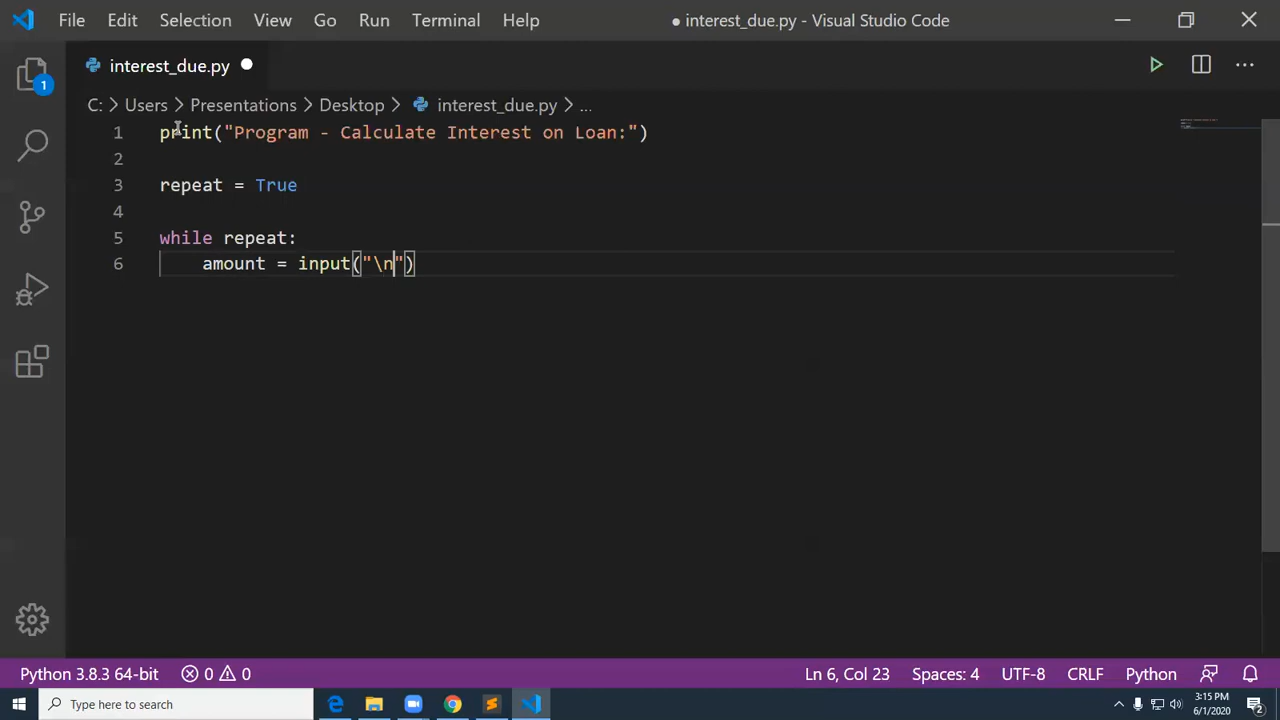 File Edit Selection View Go Run Terminal Help ● interest_due.py - Visual Studio Code
1
interest_due.py ●
C: > Users > Presentations > Desktop > interest_due.py > ...
1 print("Program - Calculate Interest on Loan:")
2
3 repeat = True
4
5 while repeat:
6 amount = input("\n")
Python 3.8.3 64-bit 0 0 Ln 6, Col 23 Spaces: 4 UTF-8 CRLF Python
Type here to search 3:15 PM
6/1/2020 2